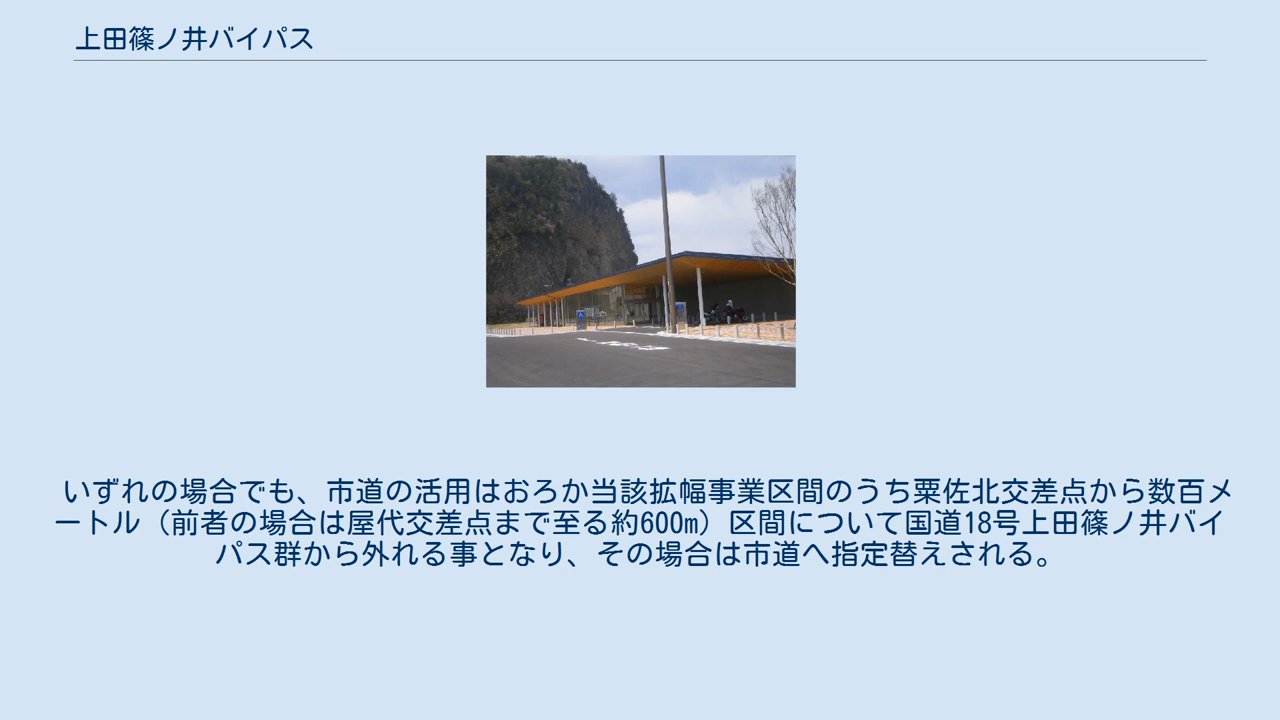 上田篠ノ井バイパス
いずれの場合でも、市道の活用はおろか当該拡幅事業区間のうち粟佐北交差点から数百メ
ートル（前者の場合は屋代交差点まで至る約600m）区間について国道18号上田篠ノ井バイ
パス群から外れる事となり、その場合は市道へ指定替えされる。